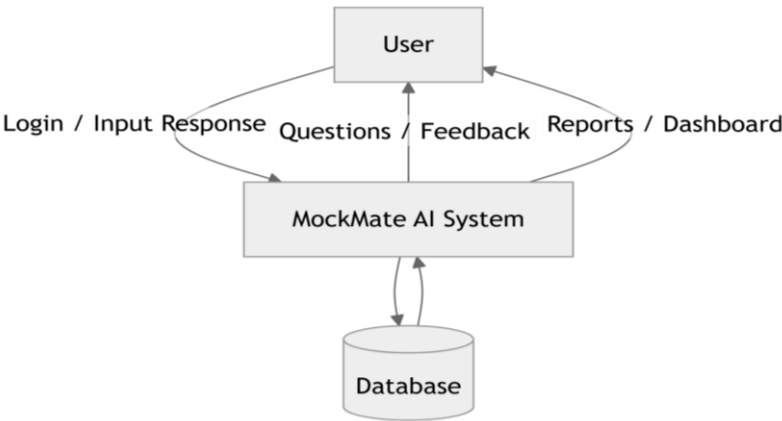 User
Login / Input Response
Questions / Feedback
Reports / Dashboard
MockMate AI System
Database